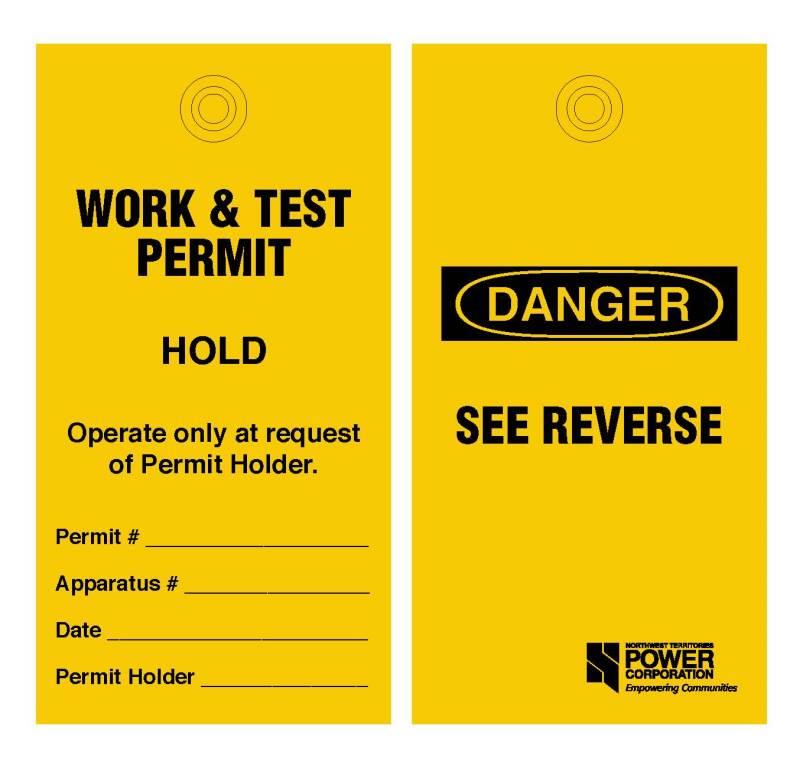 WORK & TEST
PERMIT
HOLD
Operate only at request
of Permit Holder.
Permit # ___________________
Apparatus # ________________
Date ______________________
Permit Holder ______________
DANGER
SEE REVERSE
NORTHWEST TERRITORIES
POWER
CORPORATION
Empowering Communities